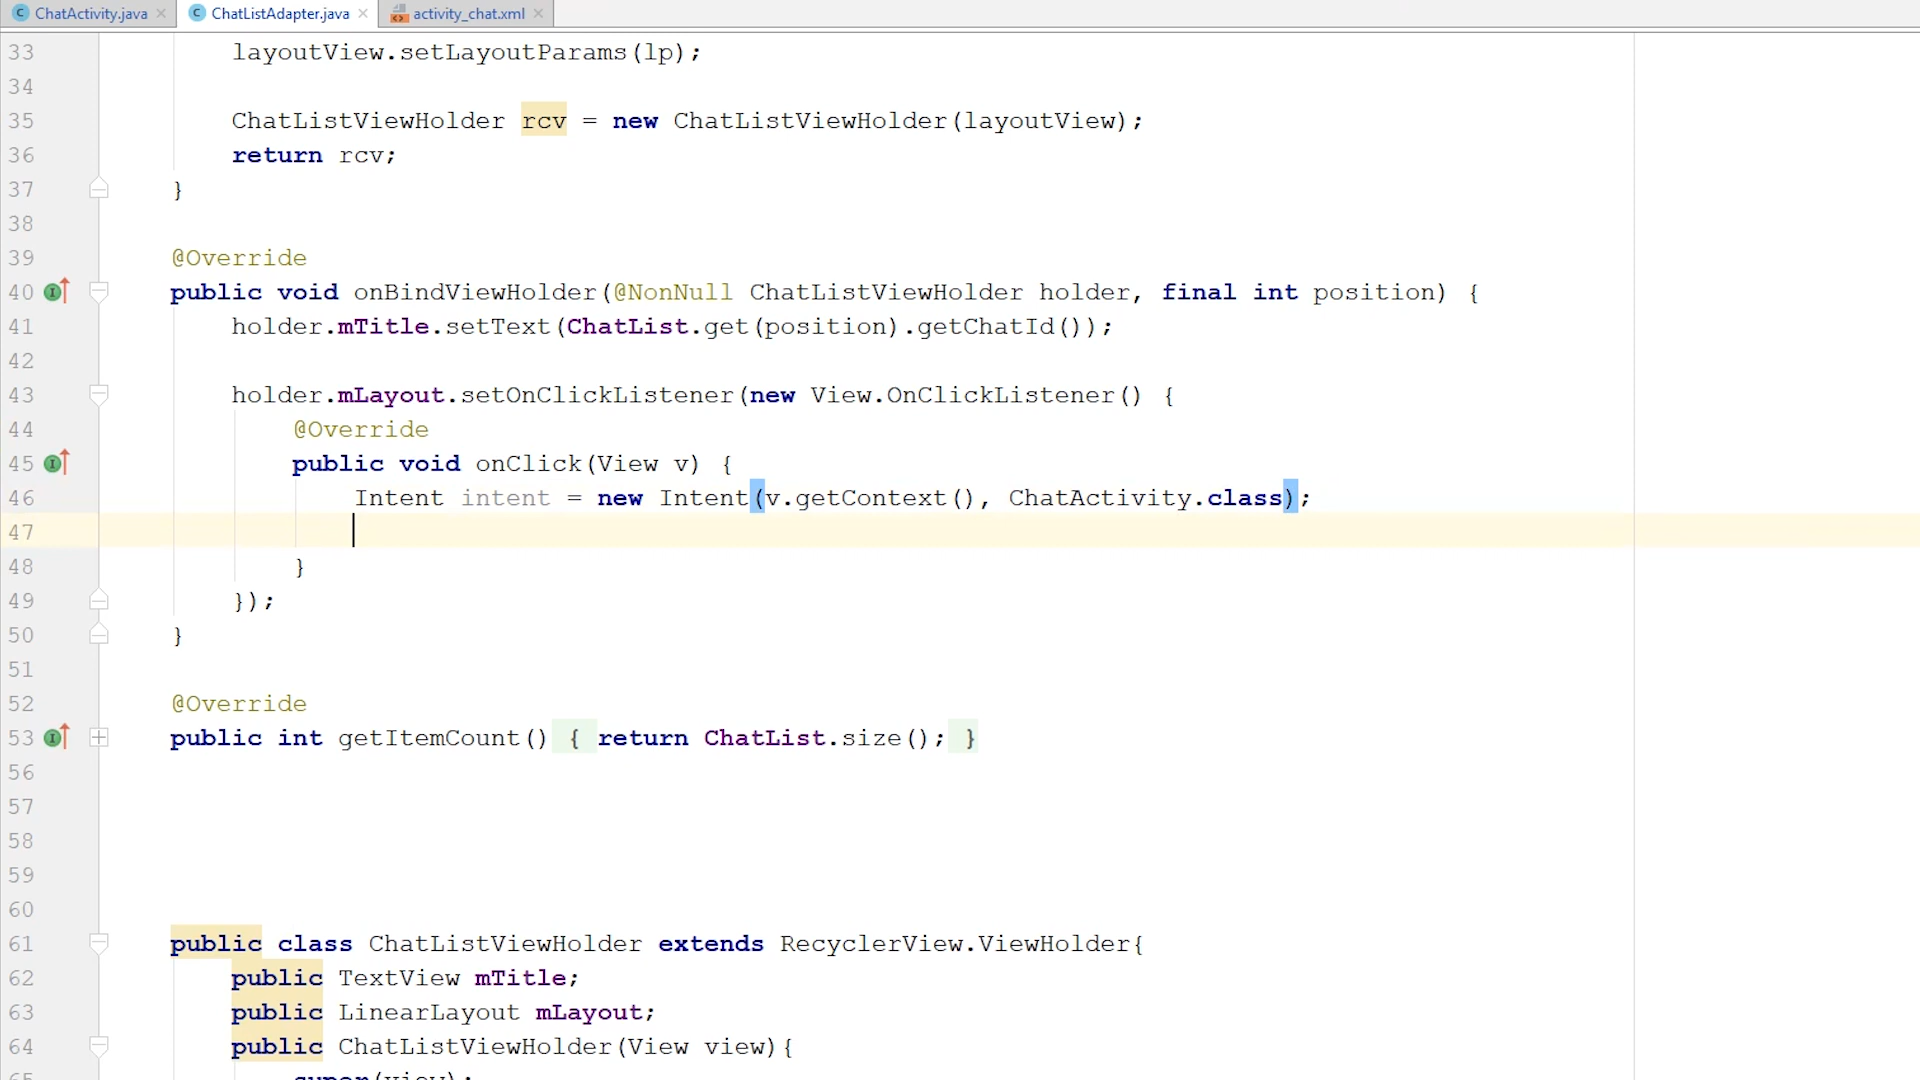 ChatActivity.java ChatListAdapter.java activity_chat.xml
33 layoutView.setLayoutParams(lp);
34
35 ChatListViewHolder rcv = new ChatListViewHolder(layoutView);
36 return rcv;
37 }
38
39 @Override
40 public void onBindViewHolder(@NonNull ChatListViewHolder holder, final int position) {
41 holder.mTitle.setText(ChatList.get(position).getChatId());
42
43 holder.mLayout.setOnClickListener(new View.OnClickListener() {
44 @Override
45 public void onClick(View v) {
46 Intent intent = new Intent(v.getContext(), ChatActivity.class);
47
48 }
49 });
50 }
51
52 @Override
53 public int getItemCount() { return ChatList.size(); }
56
57
58
59
60
61 public class ChatListViewHolder extends RecyclerView.ViewHolder{
62 public TextView mTitle;
63 public LinearLayout mLayout;
64 public ChatListViewHolder(View view){
65 super(view);